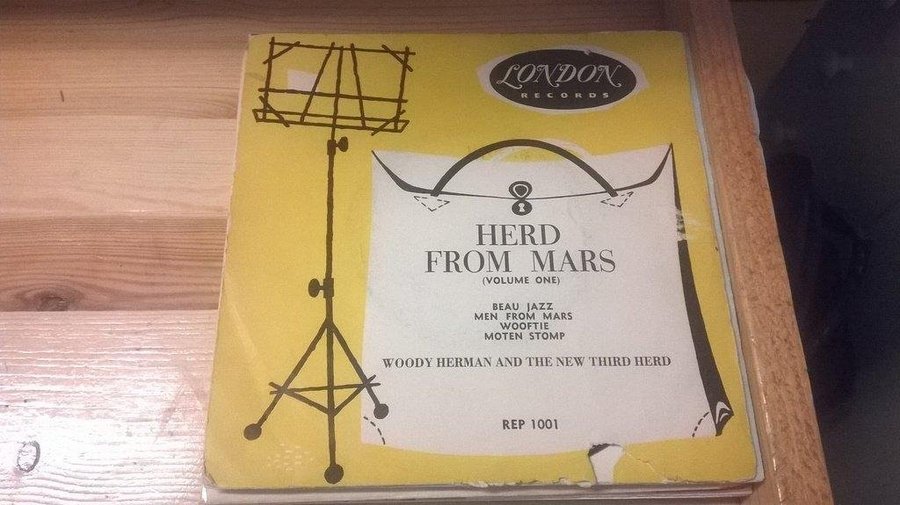 LONDON
RECORDS
HERD
FROM MARS
(VOLUME ONE)
BEAU JAZZ
MEN FROM MARS
WOOFTIE
MOTEN STOMP
WOODY HERMAN AND THE NEW THIRD HERD
REP 1001